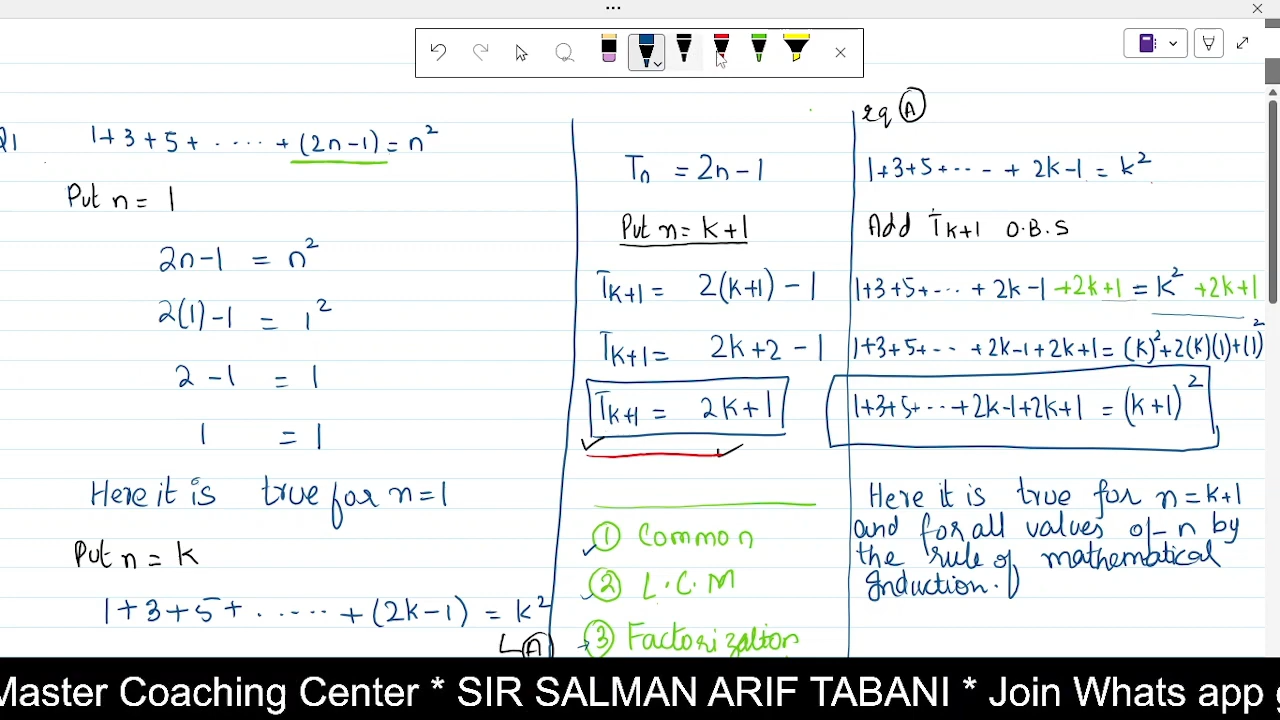 Q1 1+3+5+.....+(2n-1)=n²
Put n=1
2n-1 = n²
2(1)-1 = 1²
2-1 = 1
1 = 1
Here it is true for n=1
Put n=k
1+3+5+......+(2k-1) = k²
↳Ⓐ
Tn = 2n-1
Put n=k+1
Tk+1 = 2(k+1)-1
Tk+1 = 2k+2-1
Tk+1 = 2k+1
① Common
② L.C.M
③ Factorization
eq Ⓐ
1+3+5+....+2k-1=k²
Add Tk+1 O.B.S
1+3+5+...+2k-1+2k+1=k²+2k+1
1+3+5+...+2k-1+2k+1=(k)²+2(k)(1)+(1)²
1+3+5+...+2k-1+2k+1=(k+1)²
Here it is true for n=k+1
and for all values of n by
the rule of mathematical
Induction.
Master Coaching Center * SIR SALMAN ARIF TABANI * Join Whats app